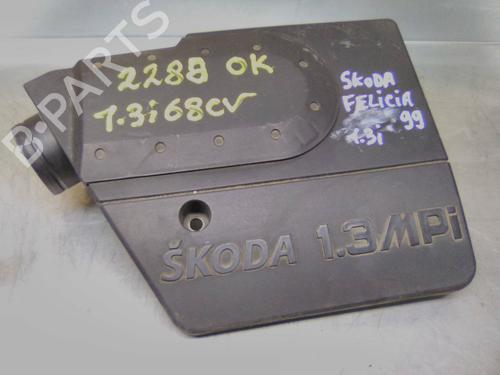 B-PARTS
2288 OK
1.3i 68cv
SKODA
FELICIA
99
1.3i
ŠKODA 1.3MPi